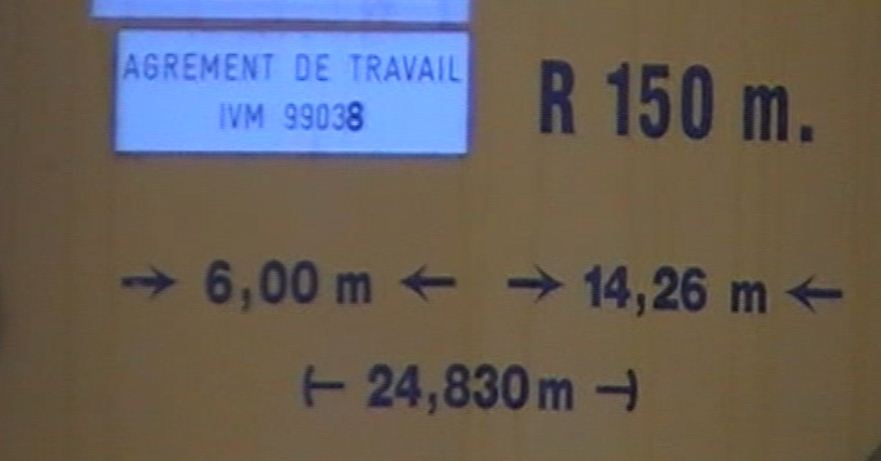 AGREMENT DE TRAVAIL
IVM 99038
R 150 m.
→ 6,00 m ← → 14,26 m ←
24,830 m